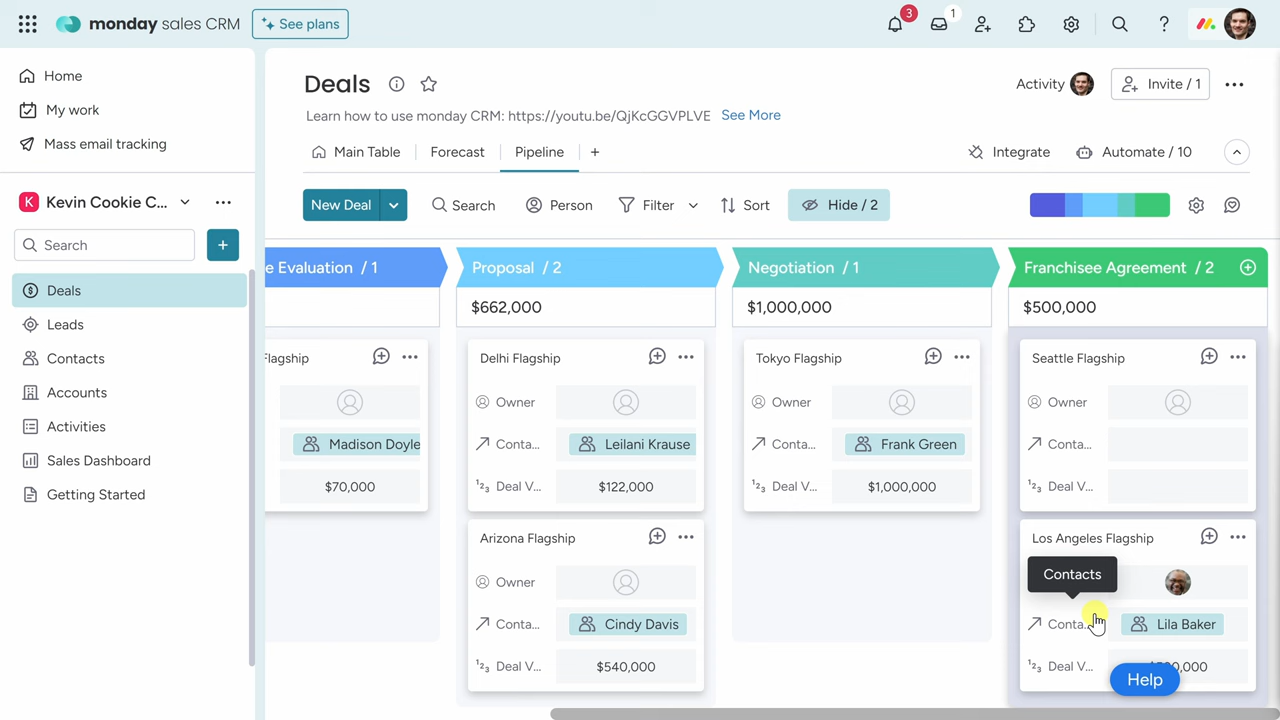 monday sales CRM
See plans
3
1
Home
My work
Mass email tracking
K
Kevin Cookie C...
Search
+
Deals
Leads
Contacts
Accounts
Activities
Sales Dashboard
Getting Started
Deals
Activity
Invite / 1
Learn how to use monday CRM: https://youtu.be/QjKcGGVPLVE See More
Main Table
Forecast
Pipeline
+
Integrate
Automate / 10
New Deal
Search
Person
Filter
Sort
Hide / 2
e Evaluation / 1
Proposal / 2
$662,000
Negotiation / 1
$1,000,000
Franchisee Agreement / 2
$500,000
Flagship
Madison Doyle
$70,000
Delhi Flagship
Owner
Conta...
Leilani Krause
Deal V...
$122,000
Arizona Flagship
Owner
Conta...
Cindy Davis
Deal V...
$540,000
Tokyo Flagship
Owner
Conta...
Frank Green
Deal V...
$1,000,000
Seattle Flagship
Owner
Conta...
Deal V...
Los Angeles Flagship
Contacts
Conta...
Lila Baker
Deal V...
Help